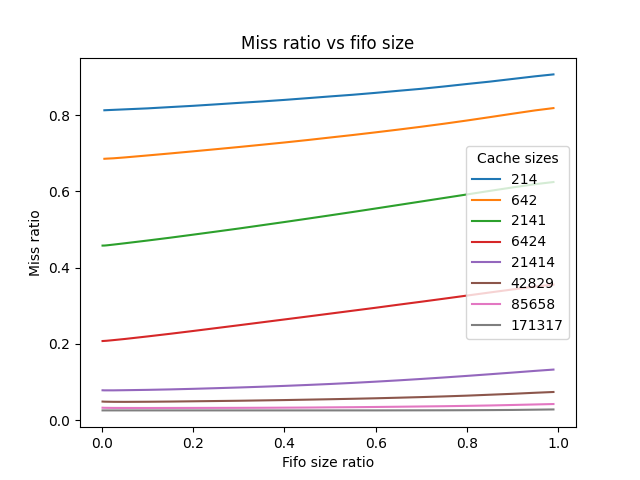 Miss ratio vs fifo size
Miss ratio
0.8
0.6
0.4
0.2
0.0
Cache sizes
214
642
2141
6424
21414
42829
85658
171317
0.0 0.2 0.4 0.6 0.8 1.0
Fifo size ratio